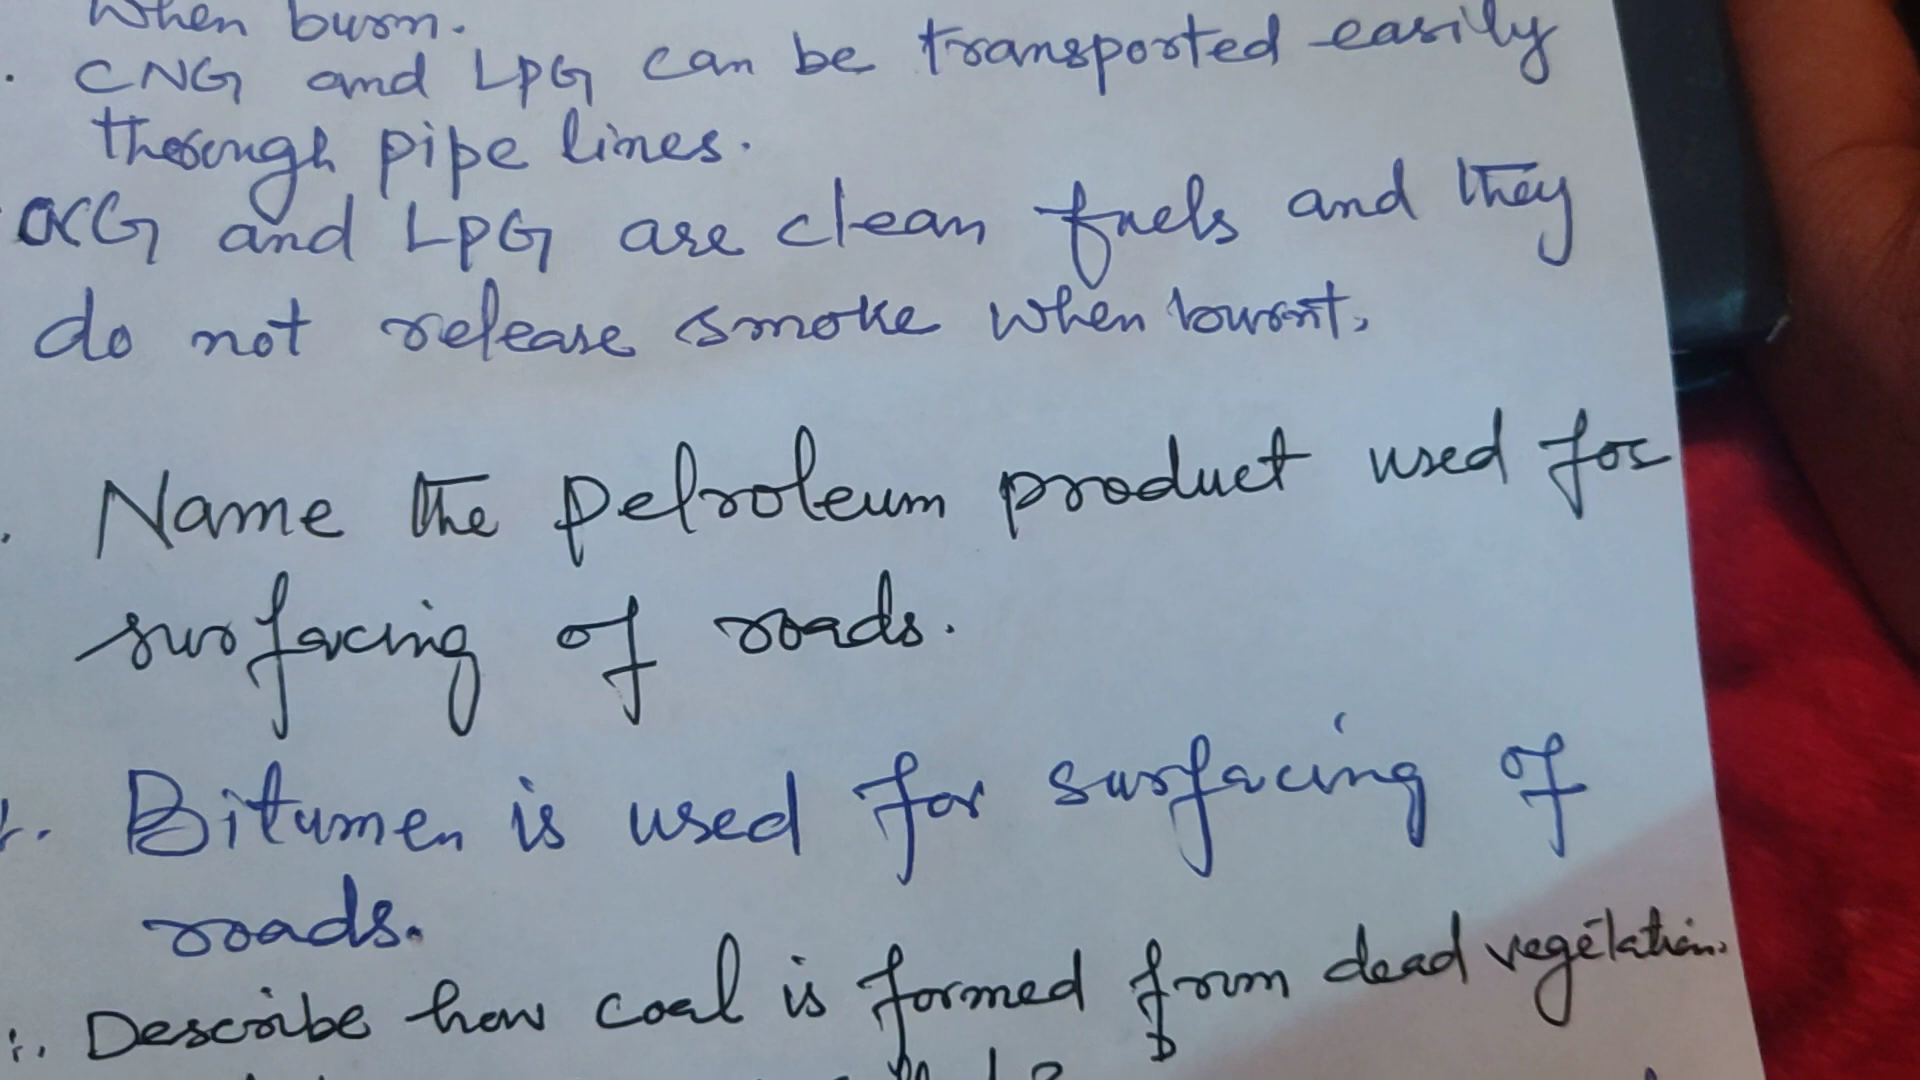 When burn.
. CNG and LPG can be transported easily
through pipe lines.
CNG and LPG are clean fuels and they
do not release smoke when burnt.
. Name the petroleum product used for
surfacing of roads.
Bitumen is used for surfacing of
roads.
Describe how coal is formed from dead vegetation.